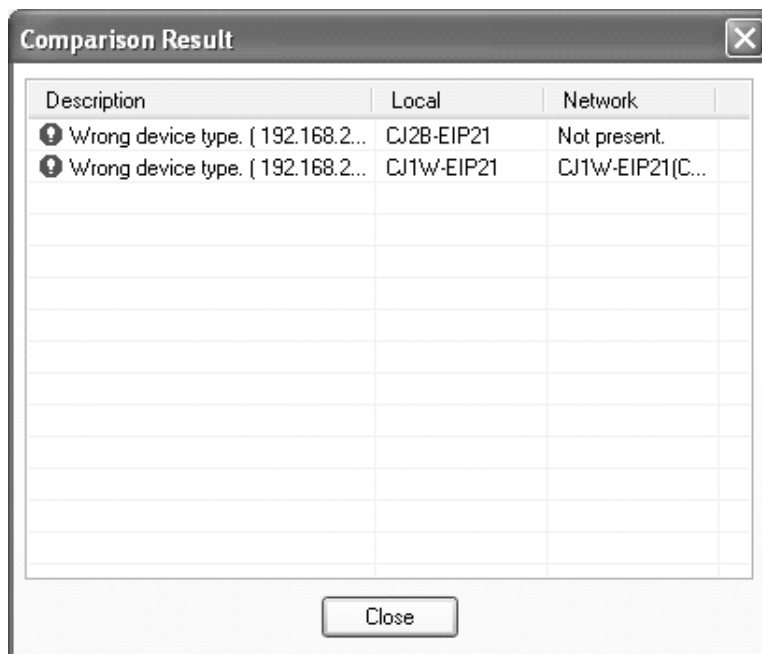 Comparison Result
Description Local Network
Wrong device type. ( 192.168.2... CJ2B-EIP21 Not present.
Wrong device type. ( 192.168.2... CJ1W-EIP21 CJ1W-EIP21(C...
Close